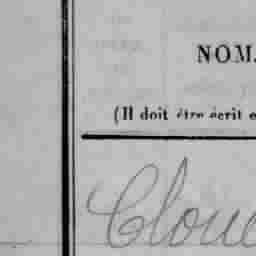 NOM.
(Il doit être écrit e
Cloue